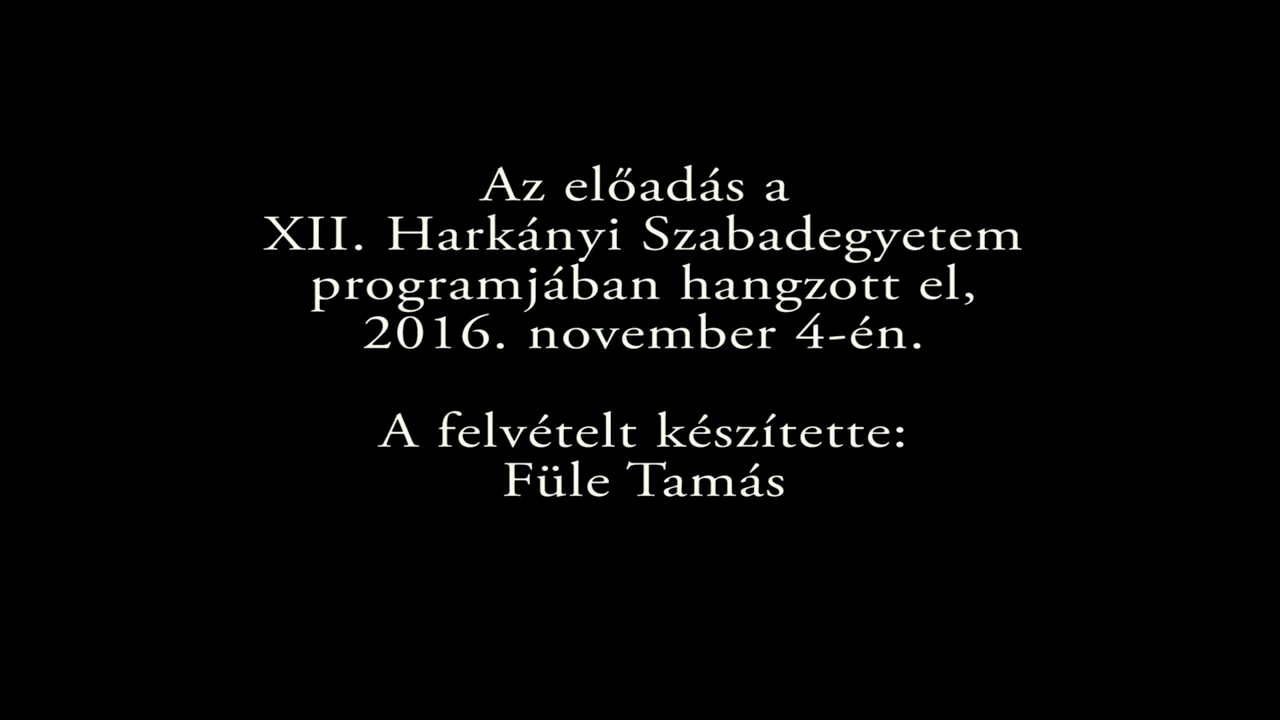 Az előadás a
XII. Harkányi Szabadegyetem
programjában hangzott el,
2016. november 4-én.
A felvételt készítette:
Füle Tamás